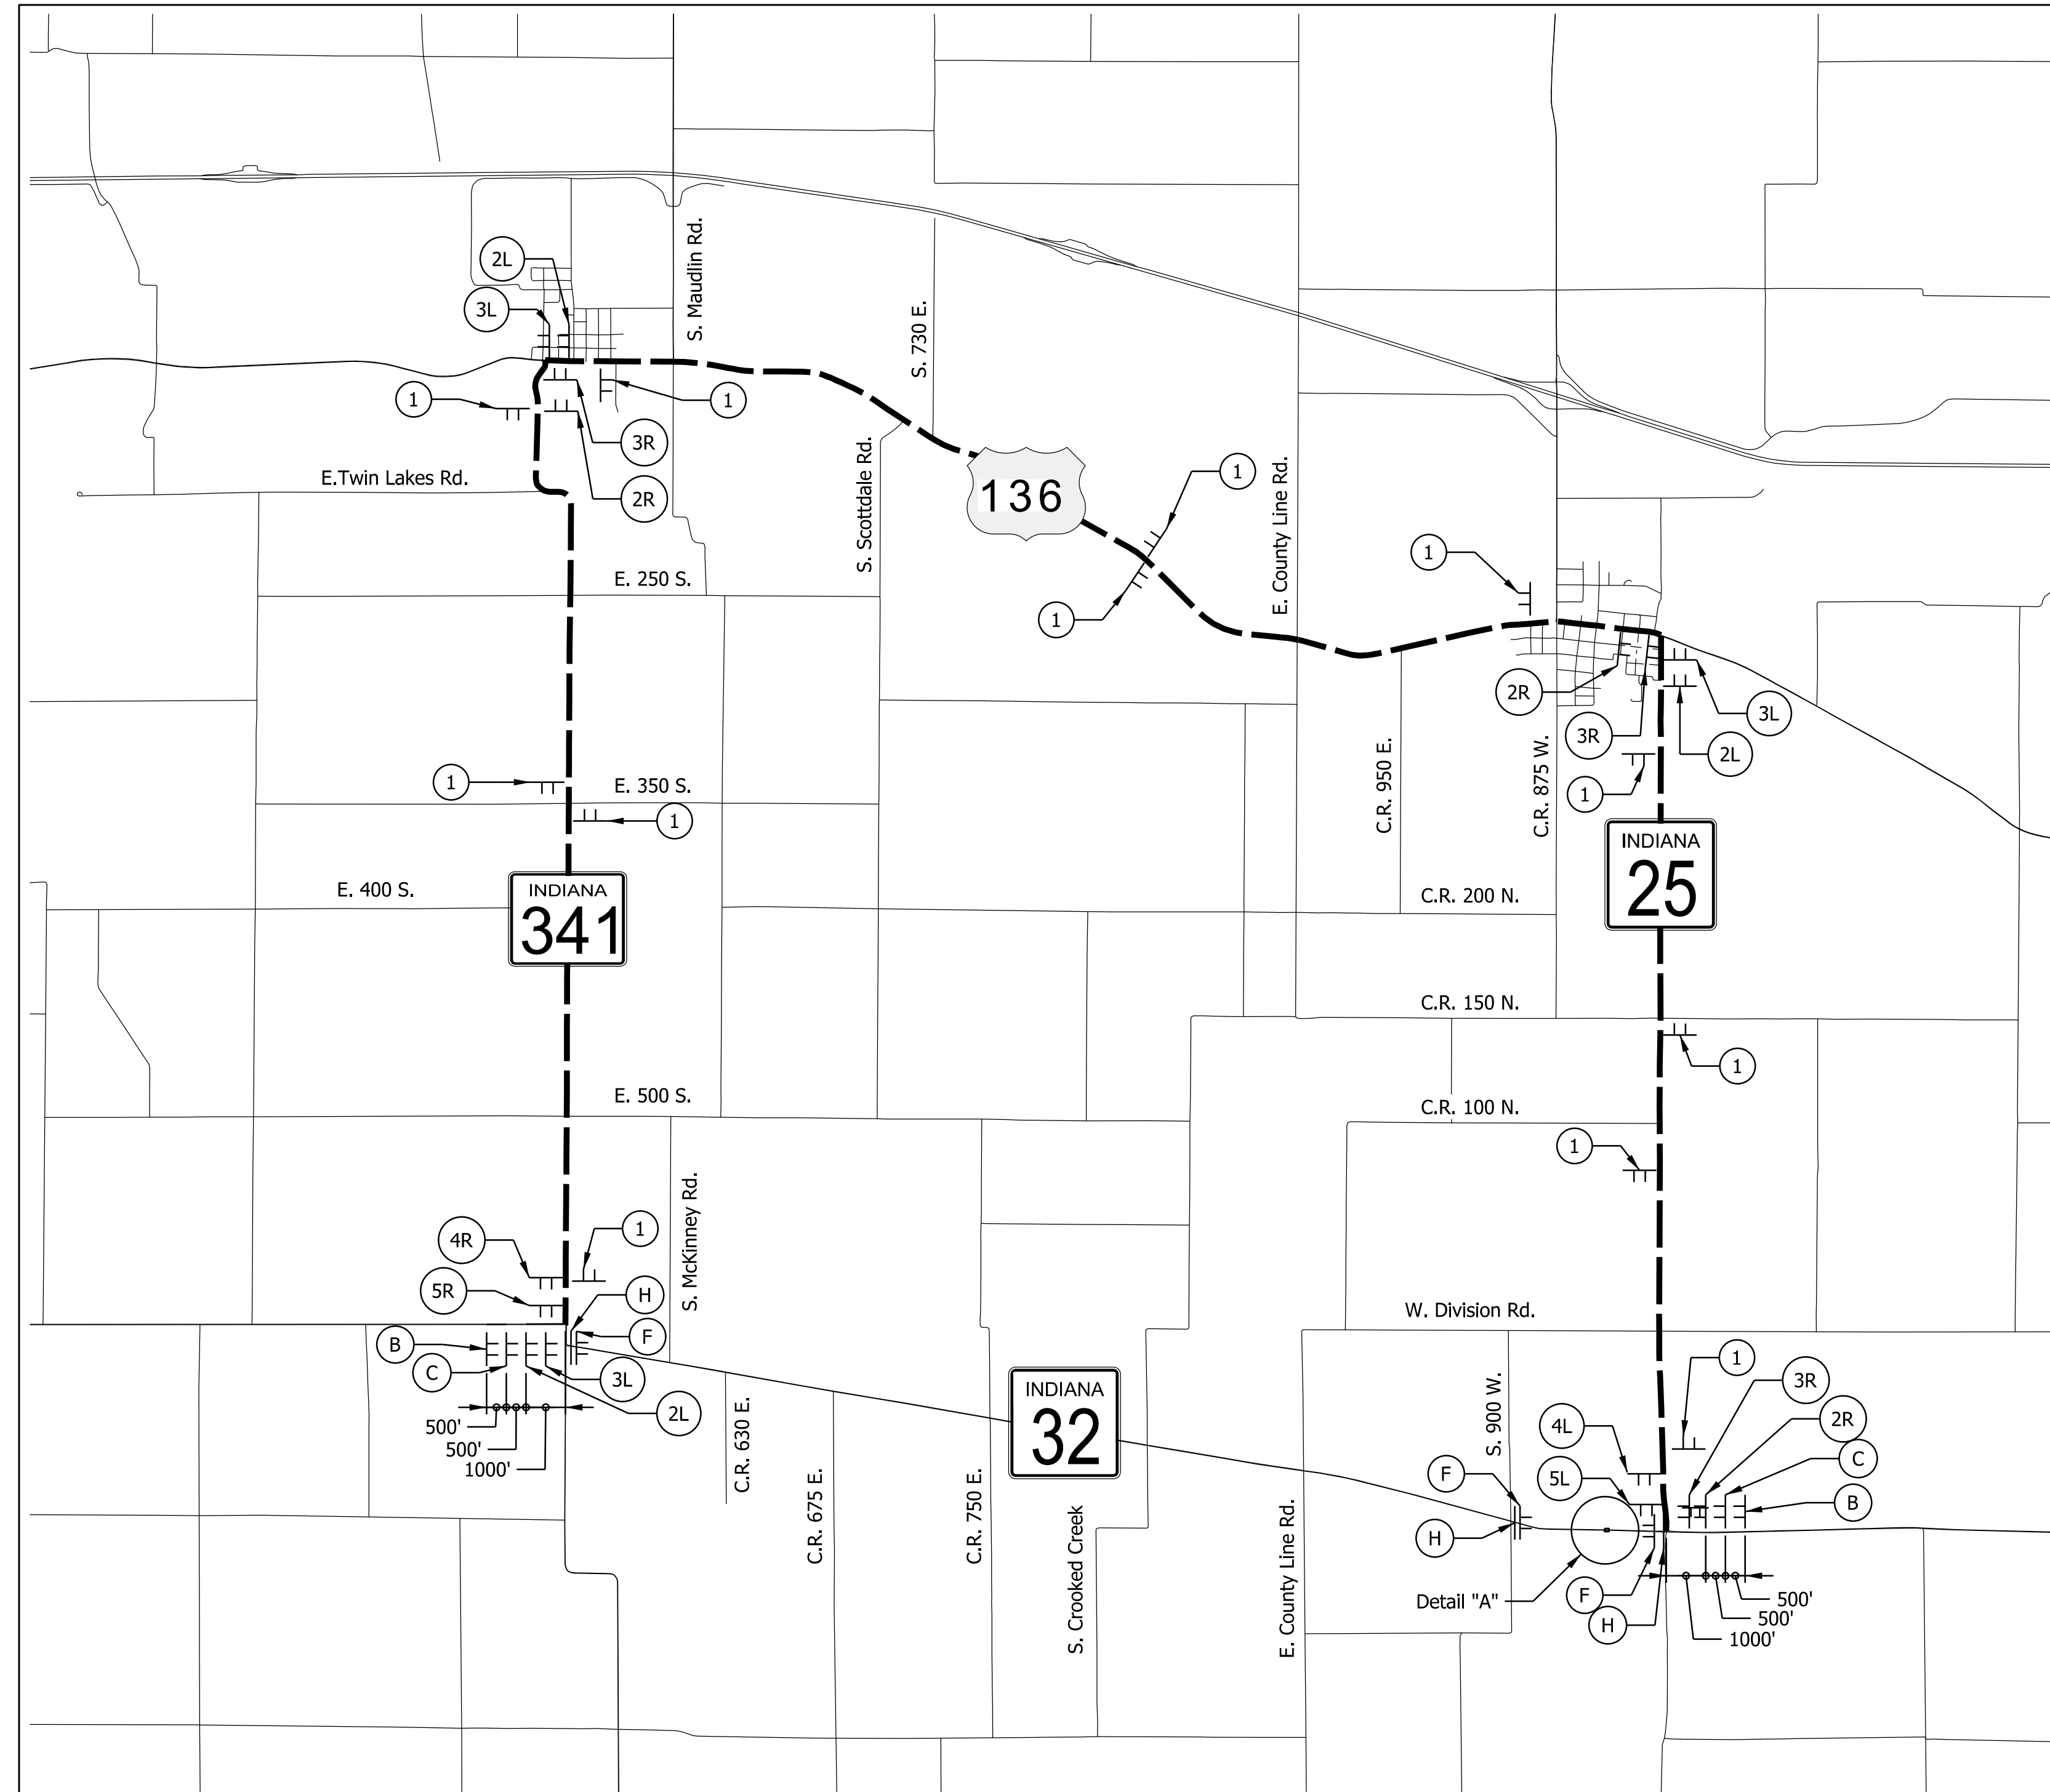 2L
3L
S. Maudlin Rd.
S. 730 E.
1
1
3R
2R
E.Twin Lakes Rd.
S. Scottdale Rd.
136
1
1
E. County Line Rd.
1
E. 250 S.
2R
3R
3L
2L
1
C.R. 950 E.
C.R. 875 W.
1
E. 350 S.
1
INDIANA
25
E. 400 S.
INDIANA
341
C.R. 200 N.
C.R. 150 N.
1
E. 500 S.
C.R. 100 N.
1
S. McKinney Rd.
4R
1
5R
H
F
B
C
3L
2L
500'
500'
1000'
W. Division Rd.
INDIANA
32
C.R. 630 E.
C.R. 675 E.
C.R. 750 E.
S. Crooked Creek
E. County Line Rd.
S. 900 W.
1
3R
2R
C
B
4L
5L
F
H
Detail "A"
F
H
500'
500'
1000'